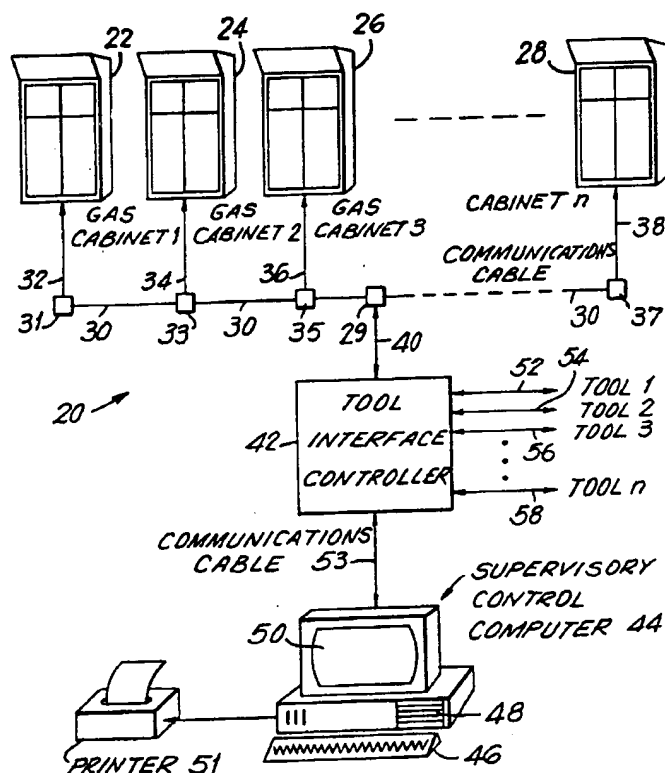 22
24
26
28
GAS CABINET 1
GAS CABINET 2
GAS CABINET 3
CABINET n
38
COMMUNICATIONS CABLE
32
34
36
31
30
33
30
35
29
30
37
40
20
42
TOOL INTERFACE CONTROLLER
52
54
TOOL 1
TOOL 2
TOOL 3
56
TOOL n
58
COMMUNICATIONS CABLE
53
SUPERVISORY CONTROL COMPUTER 44
50
48
46
PRINTER 51